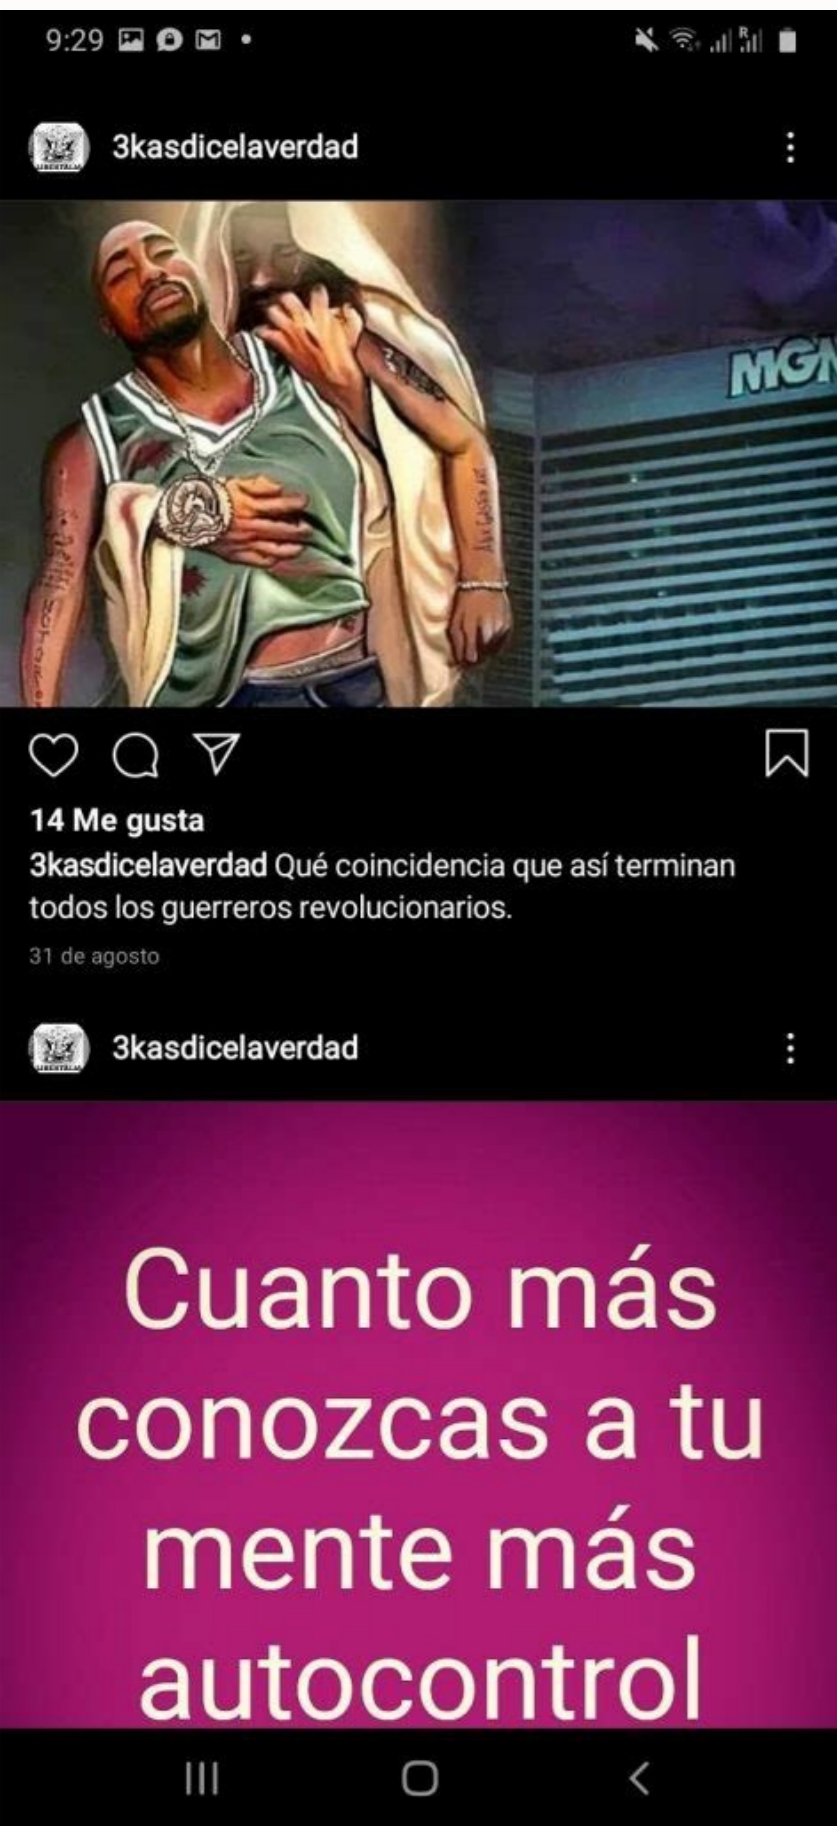 9:29
3kasdicelaverdad
MGM
14 Me gusta
3kasdicelaverdad Qué coincidencia que así terminan
todos los guerreros revolucionarios.
31 de agosto
3kasdicelaverdad
Cuanto más
conozcas a tu
mente más
autocontrol